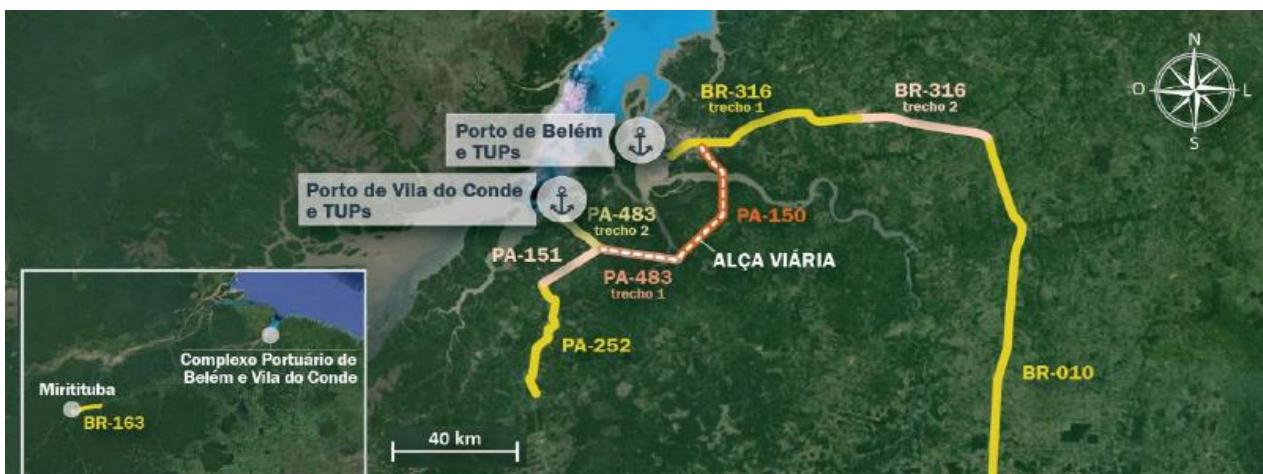 BR-316
trecho 1
BR-316
trecho 2
N
O
L
S
Porto de Belém
e TUPs
Porto de Vila do Conde
e TUPs
PA-483
trecho 2
PA-150
PA-151
ALÇA VIÁRIA
PA-483
trecho 1
PA-252
BR-010
Complexo Portuário de
Belém e Vila do Conde
Miritituba
BR-163
40 km